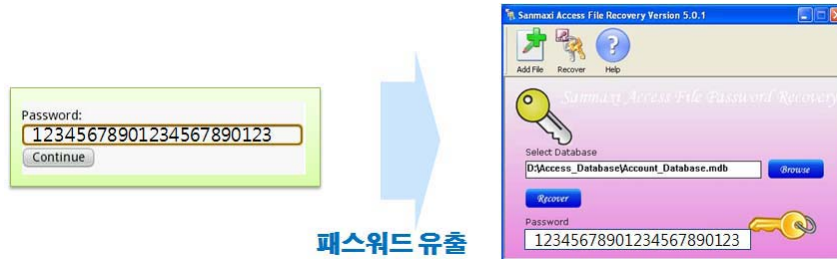 Password:
12345678901234567890123
Continue
패스워드 유출
Sanmaxi Access File Recovery Version 5.0.1
Add File Recover Help
Sanmaxi Access File Password Recovery
Select Database
D:\Access_Database\Account_Database.mdb
Browse
Recover
Password
12345678901234567890123